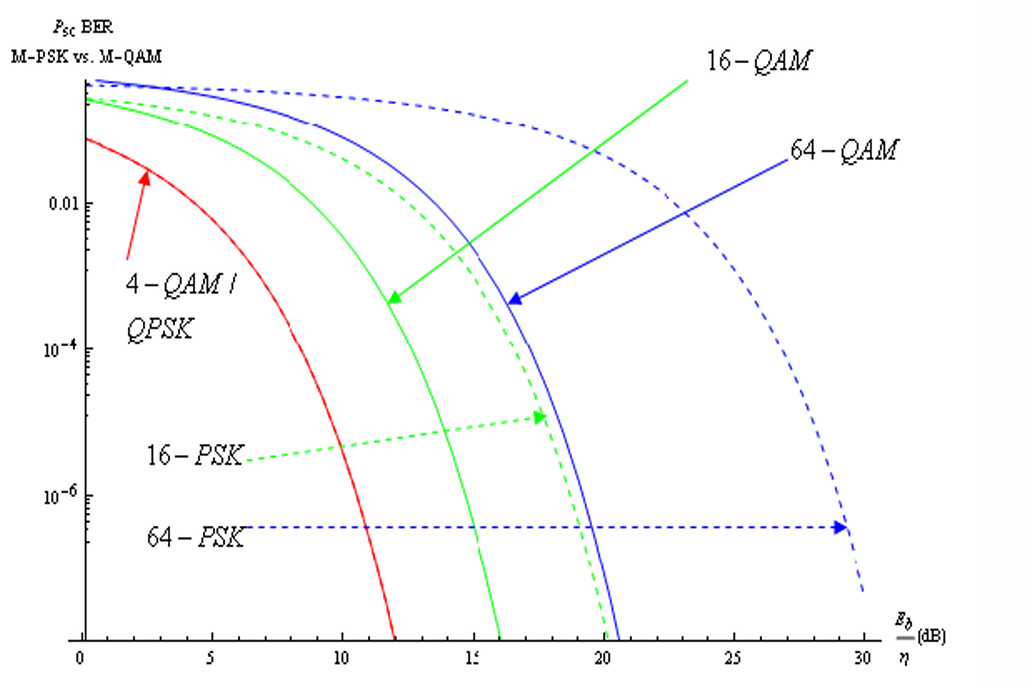 P_SC BER
M-PSK vs. M-QAM
16-QAM
64-QAM
0.01
4-QAM /
QPSK
10^-4
16-PSK
10^-6
64-PSK
E_b
η (dB)
0 5 10 15 20 25 30